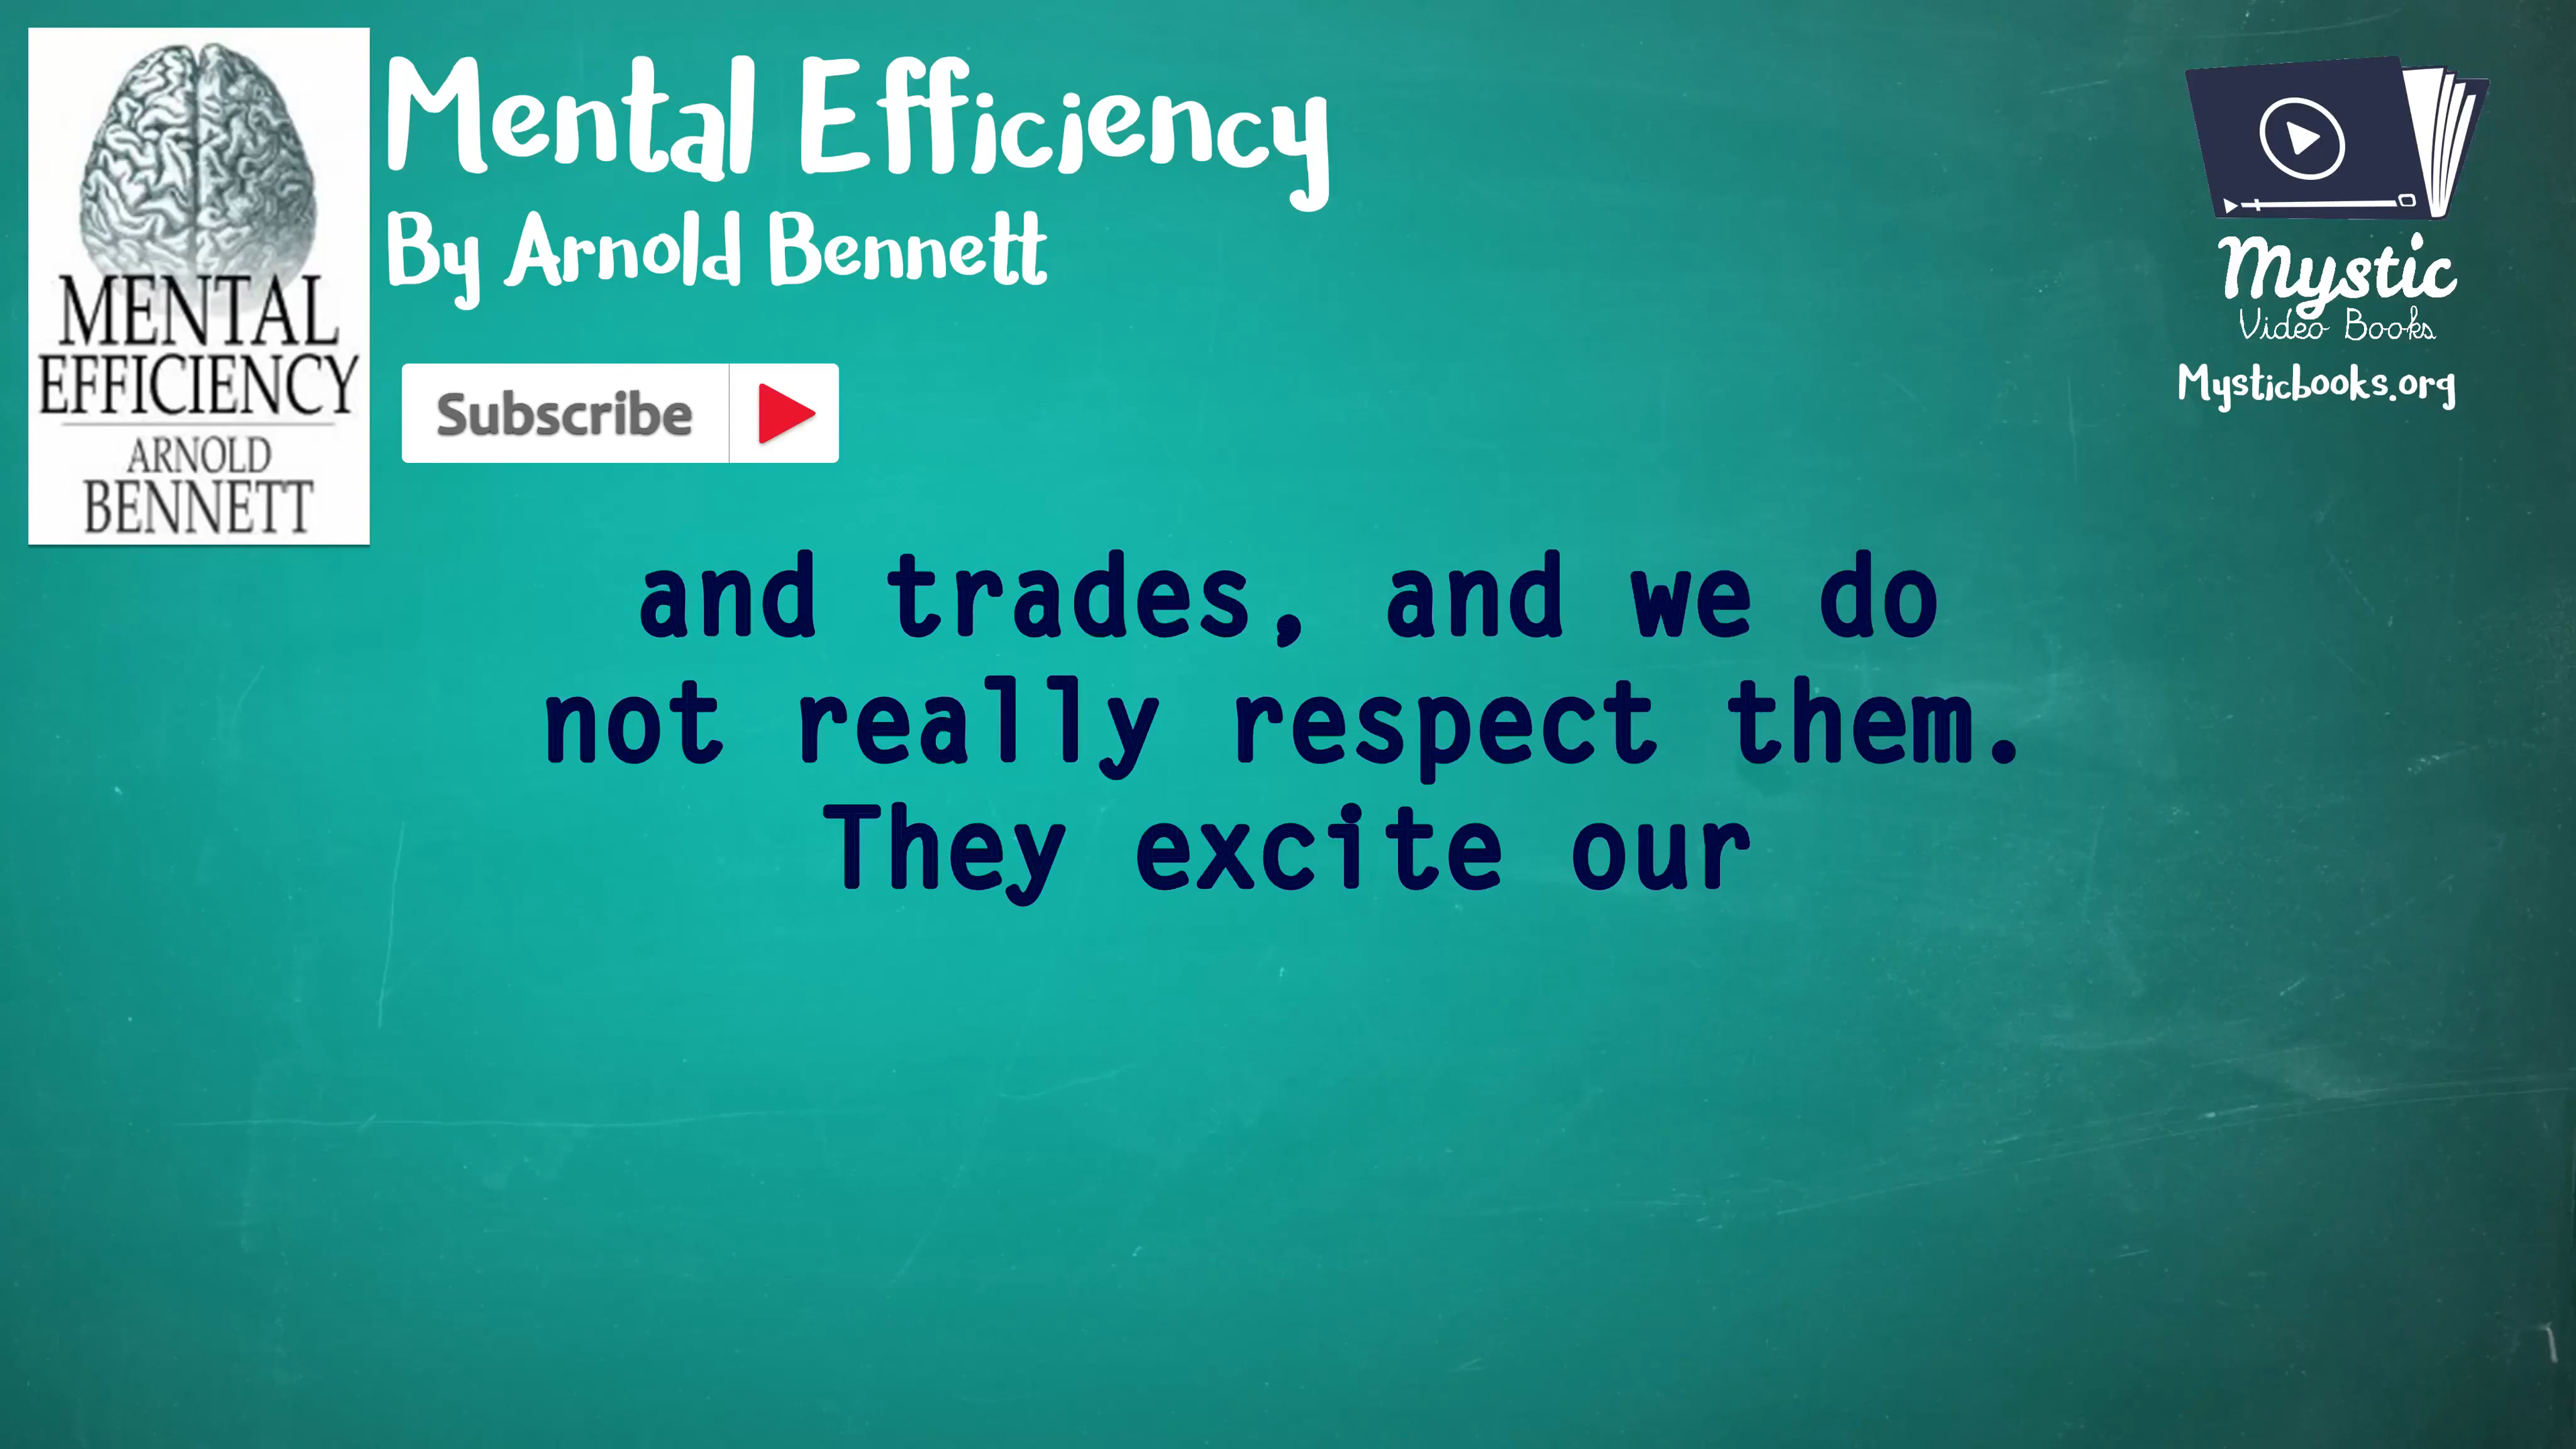 MENTAL
EFFICIENCY
ARNOLD
BENNETT
Mental Efficiency
By Arnold Bennett
Subscribe
Mystic
Video Books
Mysticbooks.org
and trades, and we do
not really respect them.
They excite our